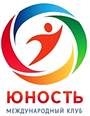 ЮНОСТЬ
МЕЖДУНАРОДНЫЙ КЛУБ